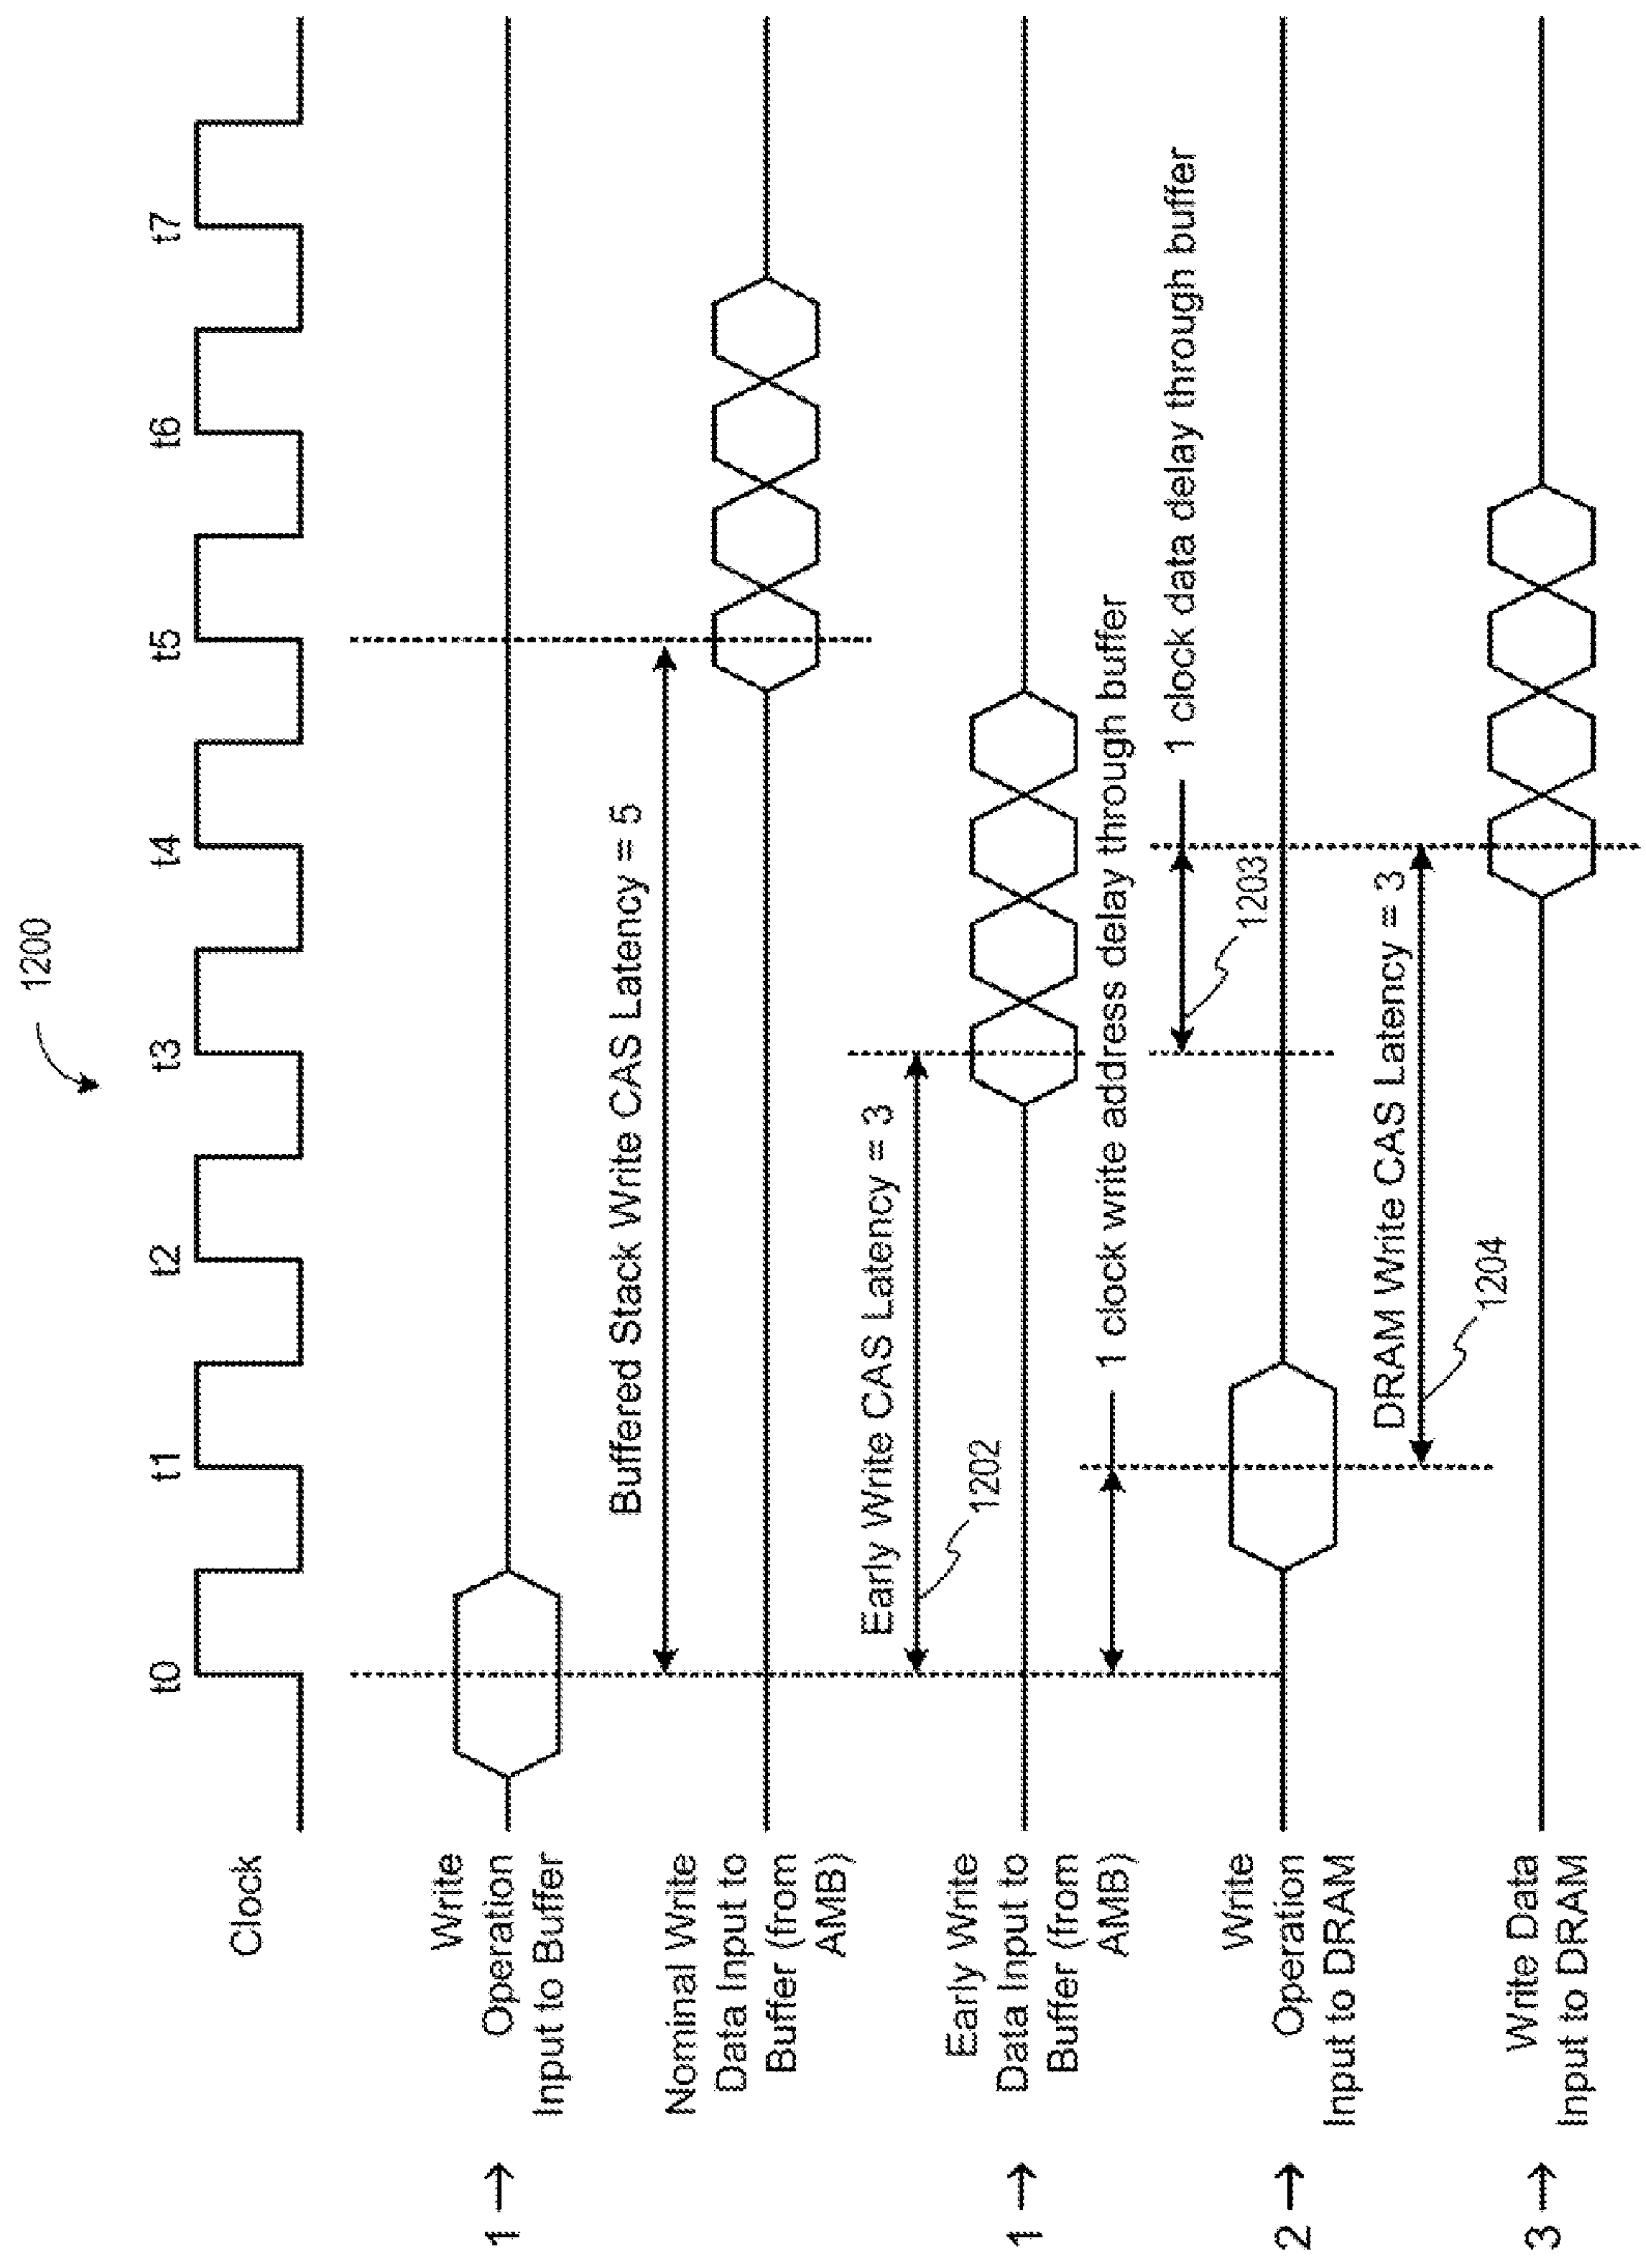 1200
t0 t1 t2 t3 t4 t5 t6 t7
Clock
1 →
Write
Operation
Input to Buffer
Buffered Stack Write CAS Latency = 5
Nominal Write
Data Input to
Buffer (from
AMB)
Early Write CAS Latency = 3
1202
1 →
Early Write
Data Input to
Buffer (from
AMB)
1 clock write address delay through buffer
1 clock data delay through buffer
1203
2 →
Write
Operation
Input to DRAM
DRAM Write CAS Latency = 3
1204
3 →
Write Data
Input to DRAM